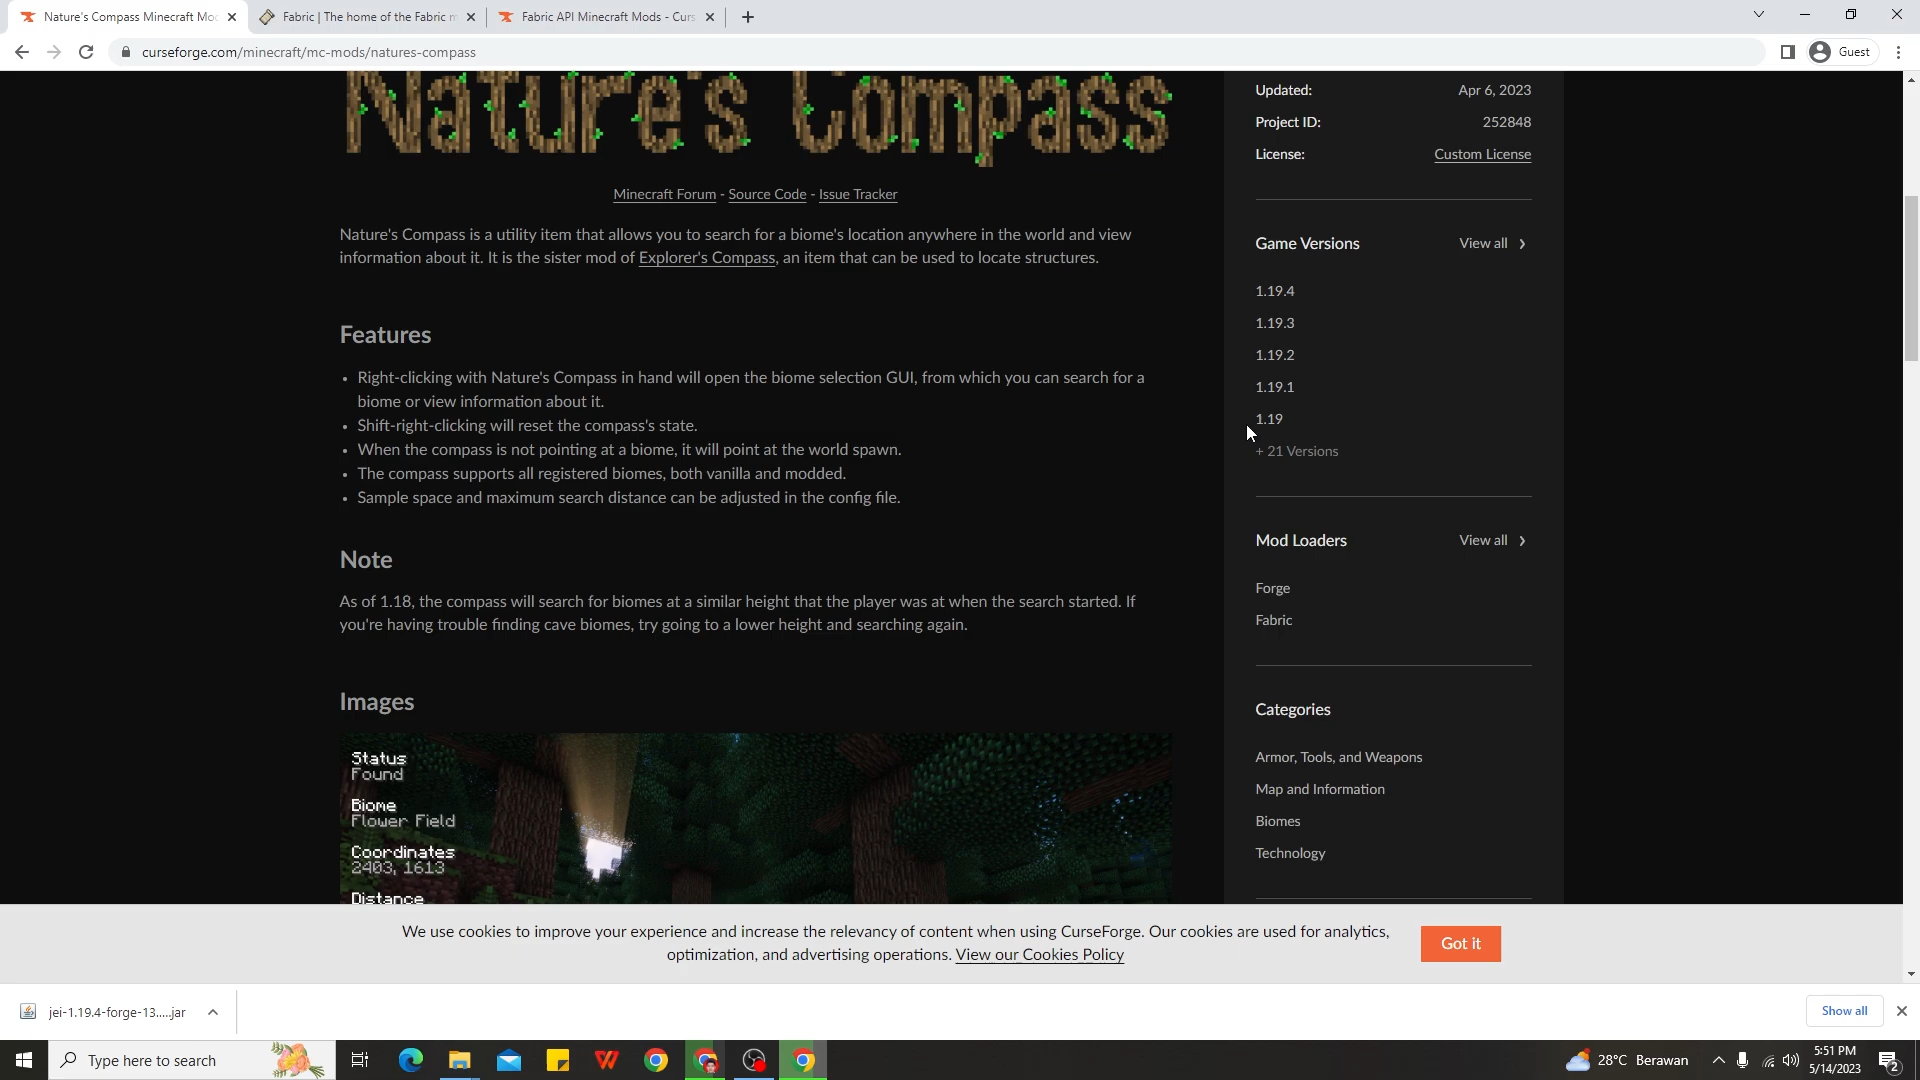 Nature's Compass Minecraft Mo
Fabric | The home of the Fabric m
Fabric API Minecraft Mods - Curs
curseforge.com/minecraft/mc-mods/natures-compass
Guest
Nature's Compass
Minecraft Forum - Source Code - Issue Tracker
Nature's Compass is a utility item that allows you to search for a biome's location anywhere in the world and view
information about it. It is the sister mod of Explorer's Compass, an item that can be used to locate structures.
Features
• Right-clicking with Nature's Compass in hand will open the biome selection GUI, from which you can search for a
biome or view information about it.
• Shift-right-clicking will reset the compass's state.
• When the compass is not pointing at a biome, it will point at the world spawn.
• The compass supports all registered biomes, both vanilla and modded.
• Sample space and maximum search distance can be adjusted in the config file.
Note
As of 1.18, the compass will search for biomes at a similar height that the player was at when the search started. If
you're having trouble finding cave biomes, try going to a lower height and searching again.
Images
Status
Found
Biome
Flower Field
Coordinates
2403, 1613
Distance
Updated: Apr 6, 2023
Project ID: 252848
License: Custom License
Game Versions View all
1.19.4
1.19.3
1.19.2
1.19.1
1.19
+ 21 Versions
Mod Loaders View all
Forge
Fabric
Categories
Armor, Tools, and Weapons
Map and Information
Biomes
Technology
We use cookies to improve your experience and increase the relevancy of content when using CurseForge. Our cookies are used for analytics,
optimization, and advertising operations. View our Cookies Policy
Got it
jei-1.19.4-forge-13.....jar
Show all
Type here to search
28°C Berawan
5:51 PM
5/14/2023
2